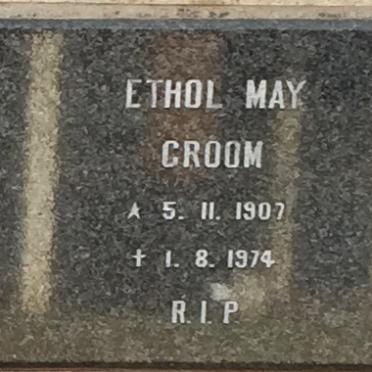 ETHOL MAY
CROOM
★ 5. 11. 1907
† 1. 8. 1974
R.I.P